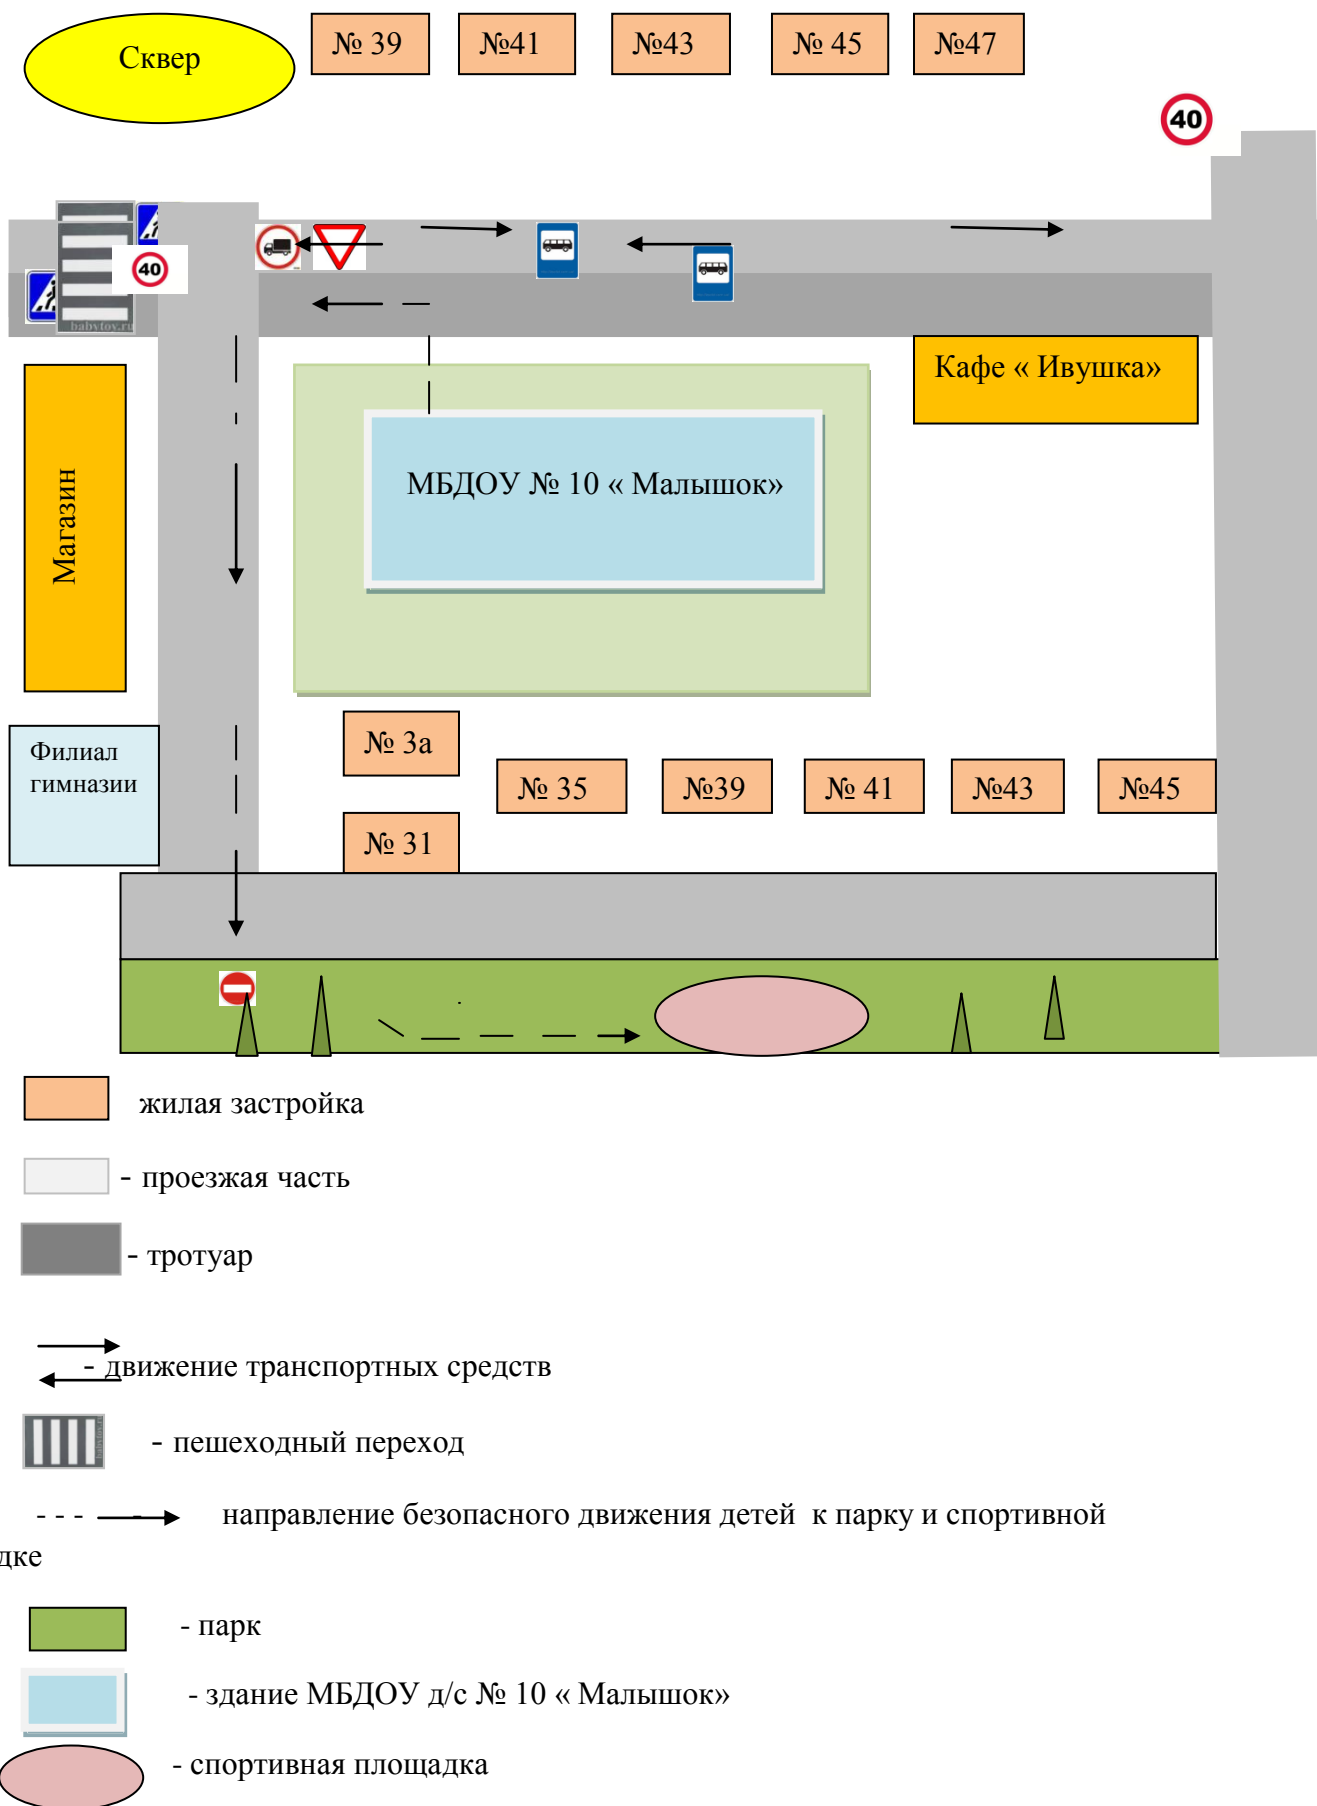 Сквер
№ 39
№41
№43
№ 45
№47
40
40
babytoy.ru
Кафе « Ивушка»
МБДОУ № 10 « Малышок»
Магазин
Филиал
гимназии
№ 3а
№ 35
№39
№ 41
№43
№45
№ 31
жилая застройка
- проезжая часть
- тротуар
- движение транспортных средств
- пешеходный переход
направление безопасного движения детей к парку и спортивной
дке
- парк
- здание МБДОУ д/с № 10 « Малышок»
- спортивная площадка